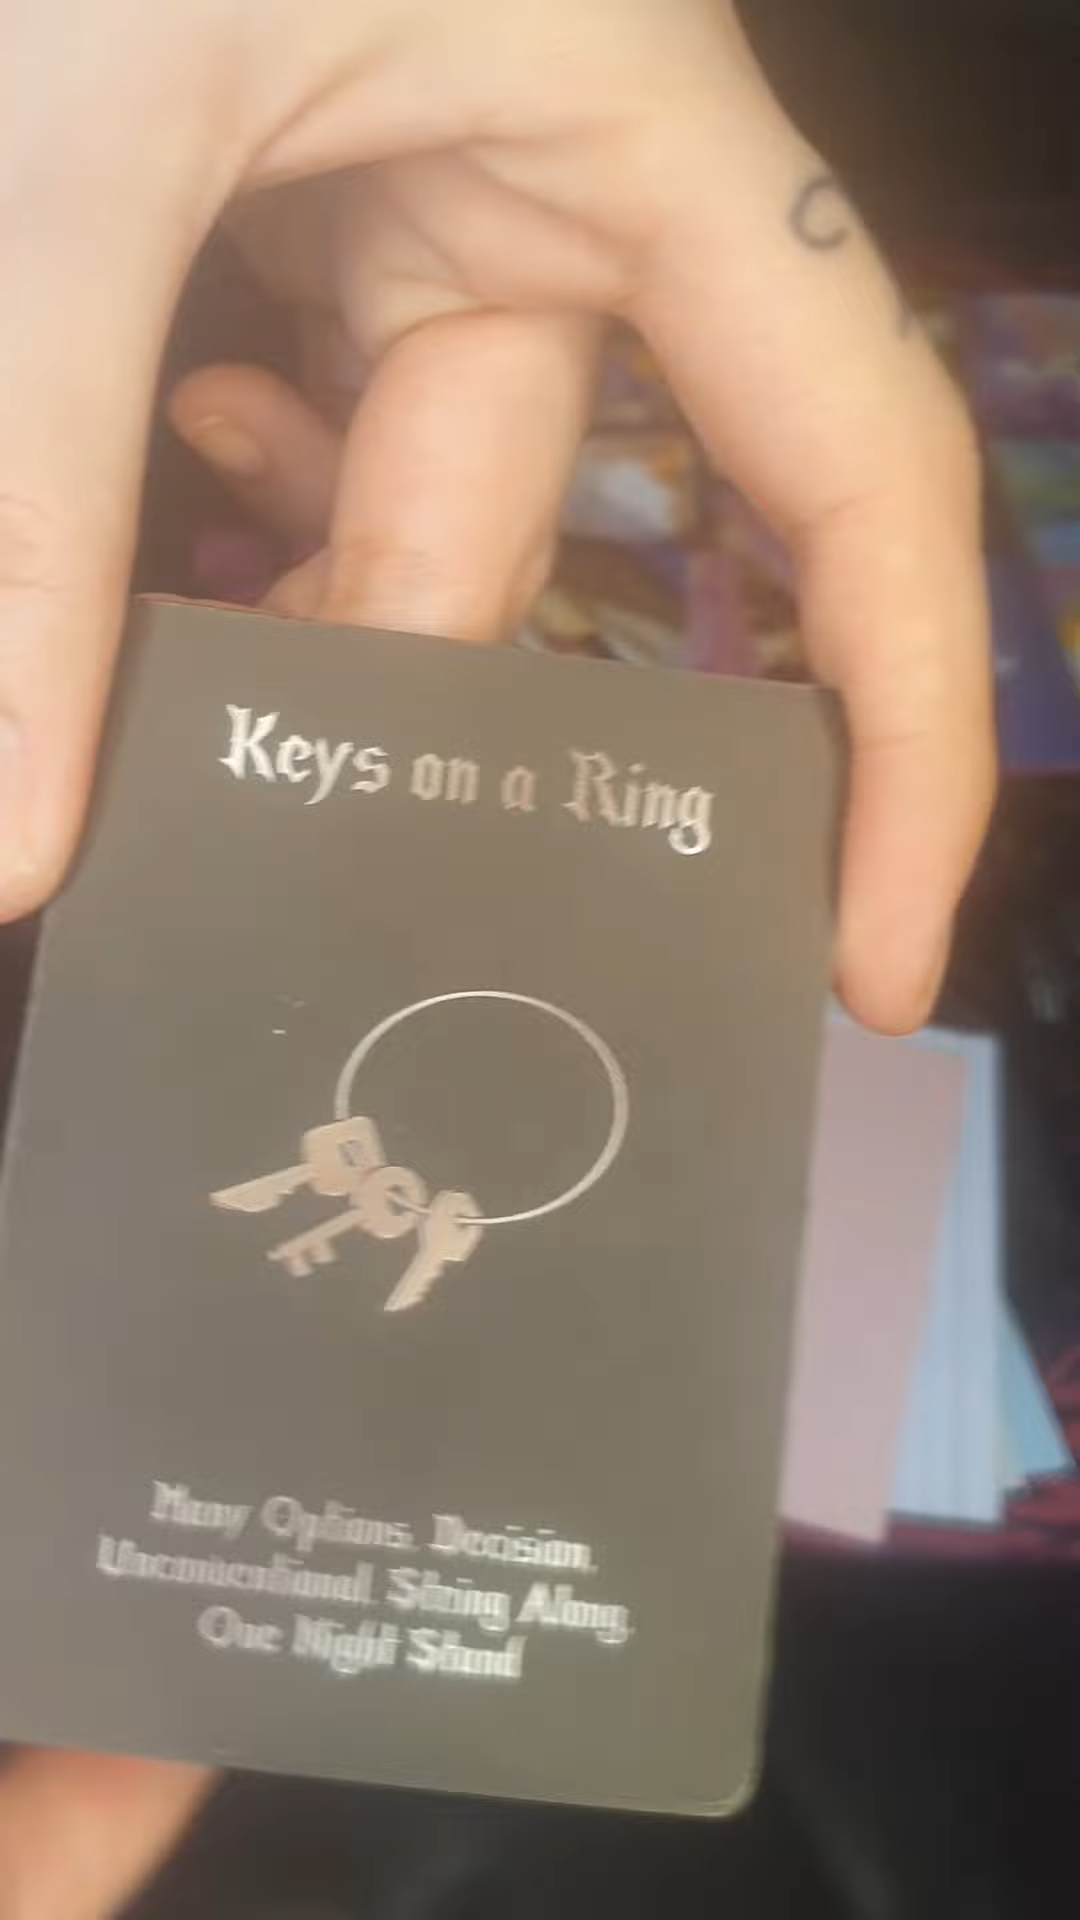 Keys on a Ring
Many Options, Decision,
Unconventional, String Along,
One Night Stand